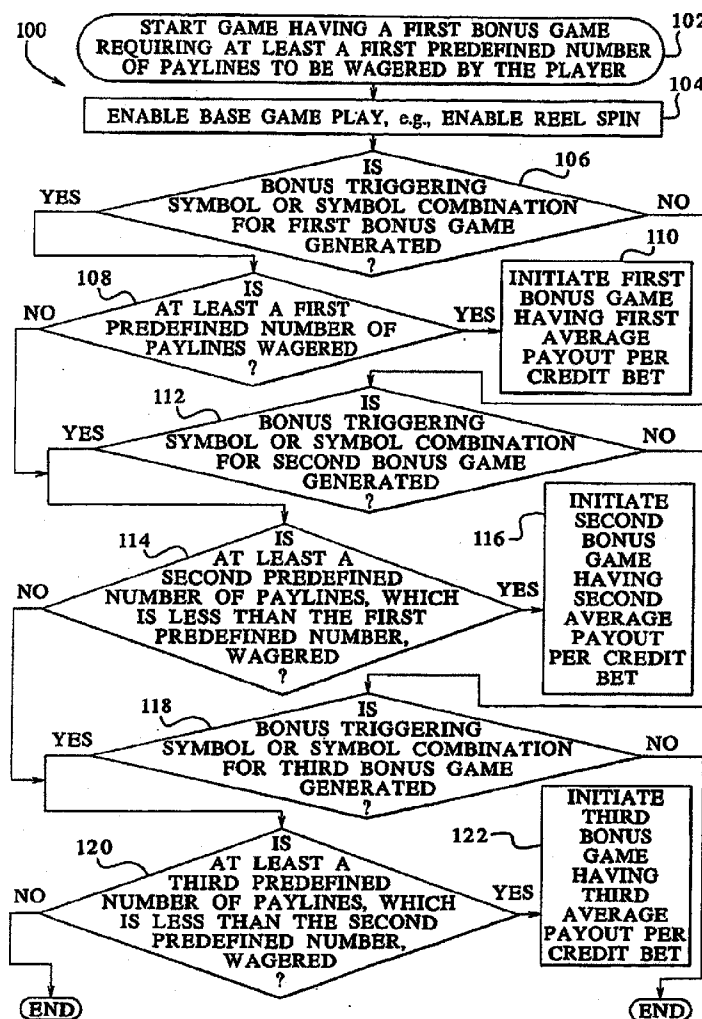 100
START GAME HAVING A FIRST BONUS GAME
REQUIRING AT LEAST A FIRST PREDEFINED NUMBER
OF PAYLINES TO BE WAGERED BY THE PLAYER
102
ENABLE BASE GAME PLAY, e.g., ENABLE REEL SPIN
104
IS
BONUS TRIGGERING
SYMBOL OR SYMBOL COMBINATION
FOR FIRST BONUS GAME
GENERATED
?
106
YES
NO
108
IS
AT LEAST A FIRST
PREDEFINED NUMBER OF
PAYLINES WAGERED
?
NO
YES
110
INITIATE FIRST
BONUS GAME
HAVING FIRST
AVERAGE
PAYOUT PER
CREDIT BET
112
IS
BONUS TRIGGERING
SYMBOL OR SYMBOL COMBINATION
FOR SECOND BONUS GAME
GENERATED
?
YES
NO
114
IS
AT LEAST A
SECOND PREDEFINED
NUMBER OF PAYLINES, WHICH
IS LESS THAN THE FIRST
PREDEFINED NUMBER,
WAGERED
?
NO
YES
116
INITIATE
SECOND
BONUS
GAME
HAVING
SECOND
AVERAGE
PAYOUT
PER CREDIT
BET
118
IS
BONUS TRIGGERING
SYMBOL OR SYMBOL COMBINATION
FOR THIRD BONUS GAME
GENERATED
?
YES
NO
120
IS
AT LEAST A
THIRD PREDEFINED
NUMBER OF PAYLINES, WHICH
IS LESS THAN THE SECOND
PREDEFINED NUMBER,
WAGERED
?
NO
YES
122
INITIATE
THIRD
BONUS
GAME
HAVING
THIRD
AVERAGE
PAYOUT PER
CREDIT BET
END
END